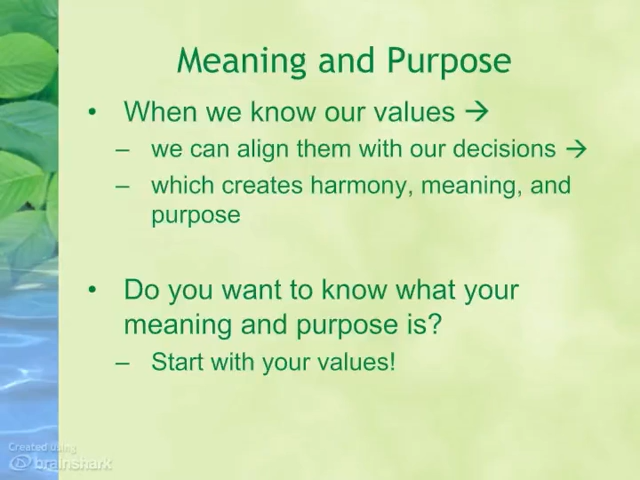 Meaning and Purpose
• When we know our values →
– we can align them with our decisions →
– which creates harmony, meaning, and
purpose
• Do you want to know what your
meaning and purpose is?
– Start with your values!
Created using
brainshark